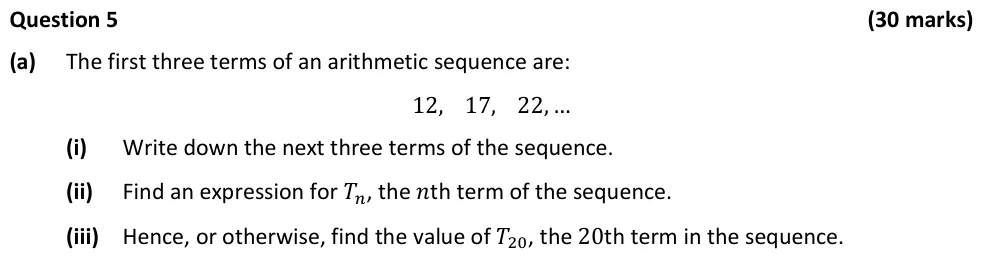 Question 5 (30 marks)
(a) The first three terms of an arithmetic sequence are:
12, 17, 22, ...
(i) Write down the next three terms of the sequence.
(ii) Find an expression for Tₙ, the nth term of the sequence.
(iii) Hence, or otherwise, find the value of T₂₀, the 20th term in the sequence.